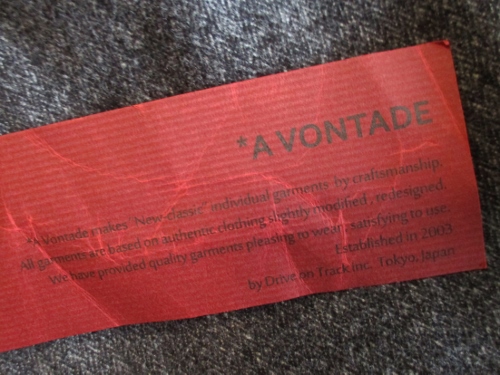 *A VONTADE
*A Vontade makes "New classic" individual garments by craftsmanship.
All garments are based on authentic clothing slightly modified, redesigned.
We have provided quality garments pleasing to wear, satisfying to use.
Established in 2003
by Drive on Track inc. Tokyo, Japan